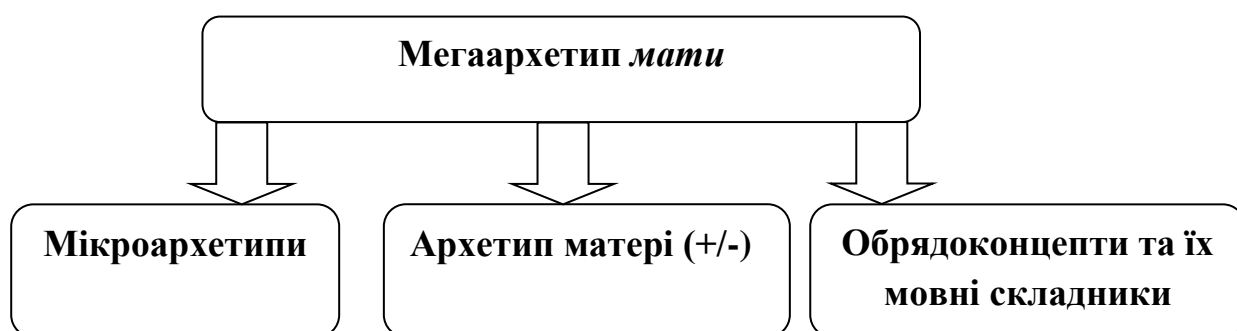 Мегаархетип мати
Мікроархетипи
Архетип матері (+/-)
Обрядоконцепти та їх
мовні складники